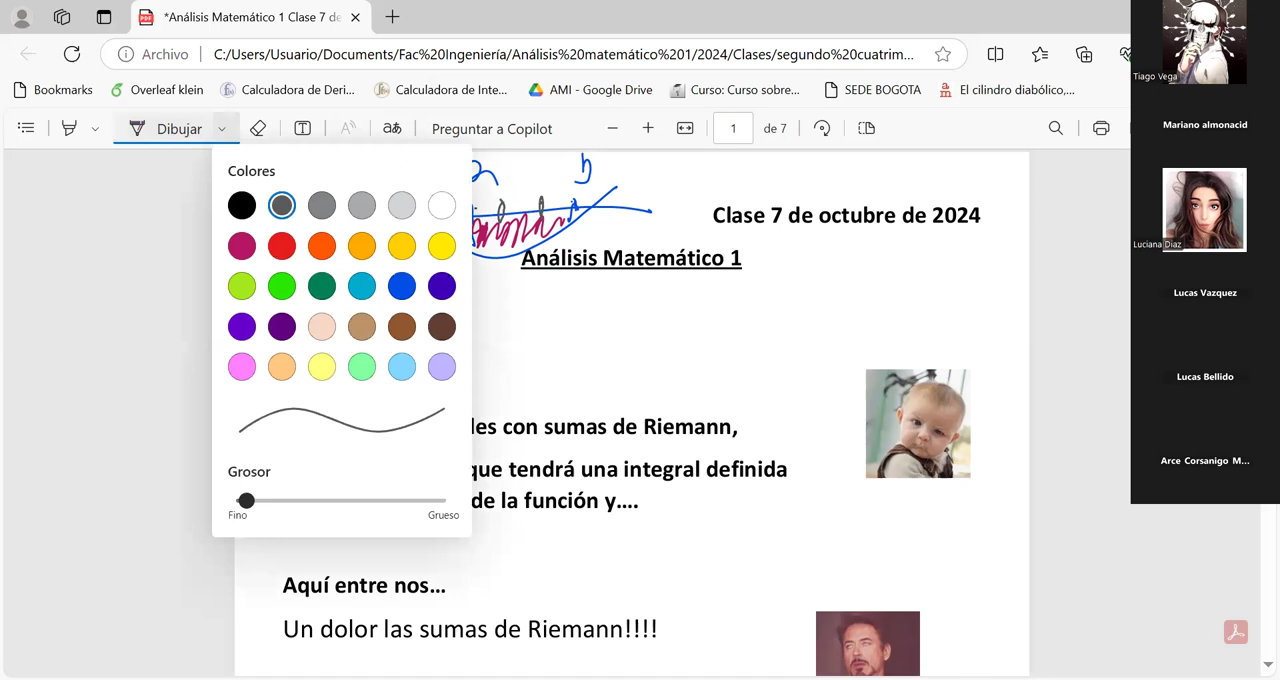 *Análisis Matemático 1 Clase 7 de
Archivo C:/Users/Usuario/Documents/Fac%20Ingeniería/Análisis%20matemático%201/2024/Clases/segundo%20cuatrim...
Bookmarks Overleaf klein Calculadora de Deri... Calculadora de Inte... AMI - Google Drive Curso: Curso sobre... SEDE BOGOTA El cilindro diabólico,...
Dibujar aあ Preguntar a Copilot 1 de 7
Colores
Grosor
Fino Grueso
b
Clase 7 de octubre de 2024
Análisis Matemático 1
les con sumas de Riemann,
que tendrá una integral definida
de la función y....
Aquí entre nos...
Un dolor las sumas de Riemann!!!!
Tiago Vega
Mariano almonacid
Luciana Diaz
Lucas Vazquez
Lucas Bellido
Arce Corsanigo M...